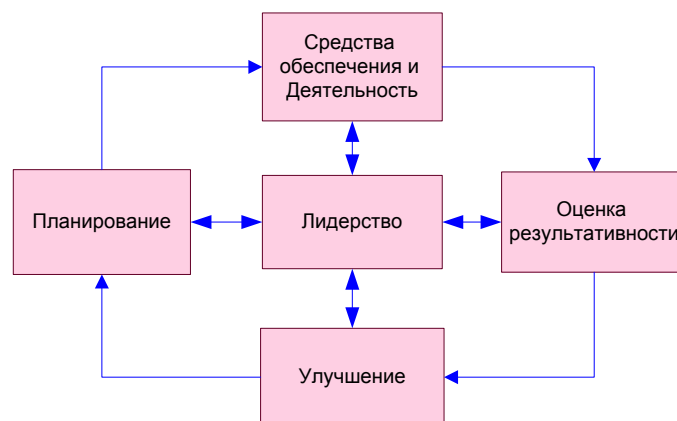 Средства
обеспечения и
Деятельность
Планирование
Лидерство
Оценка
результативности
Улучшение